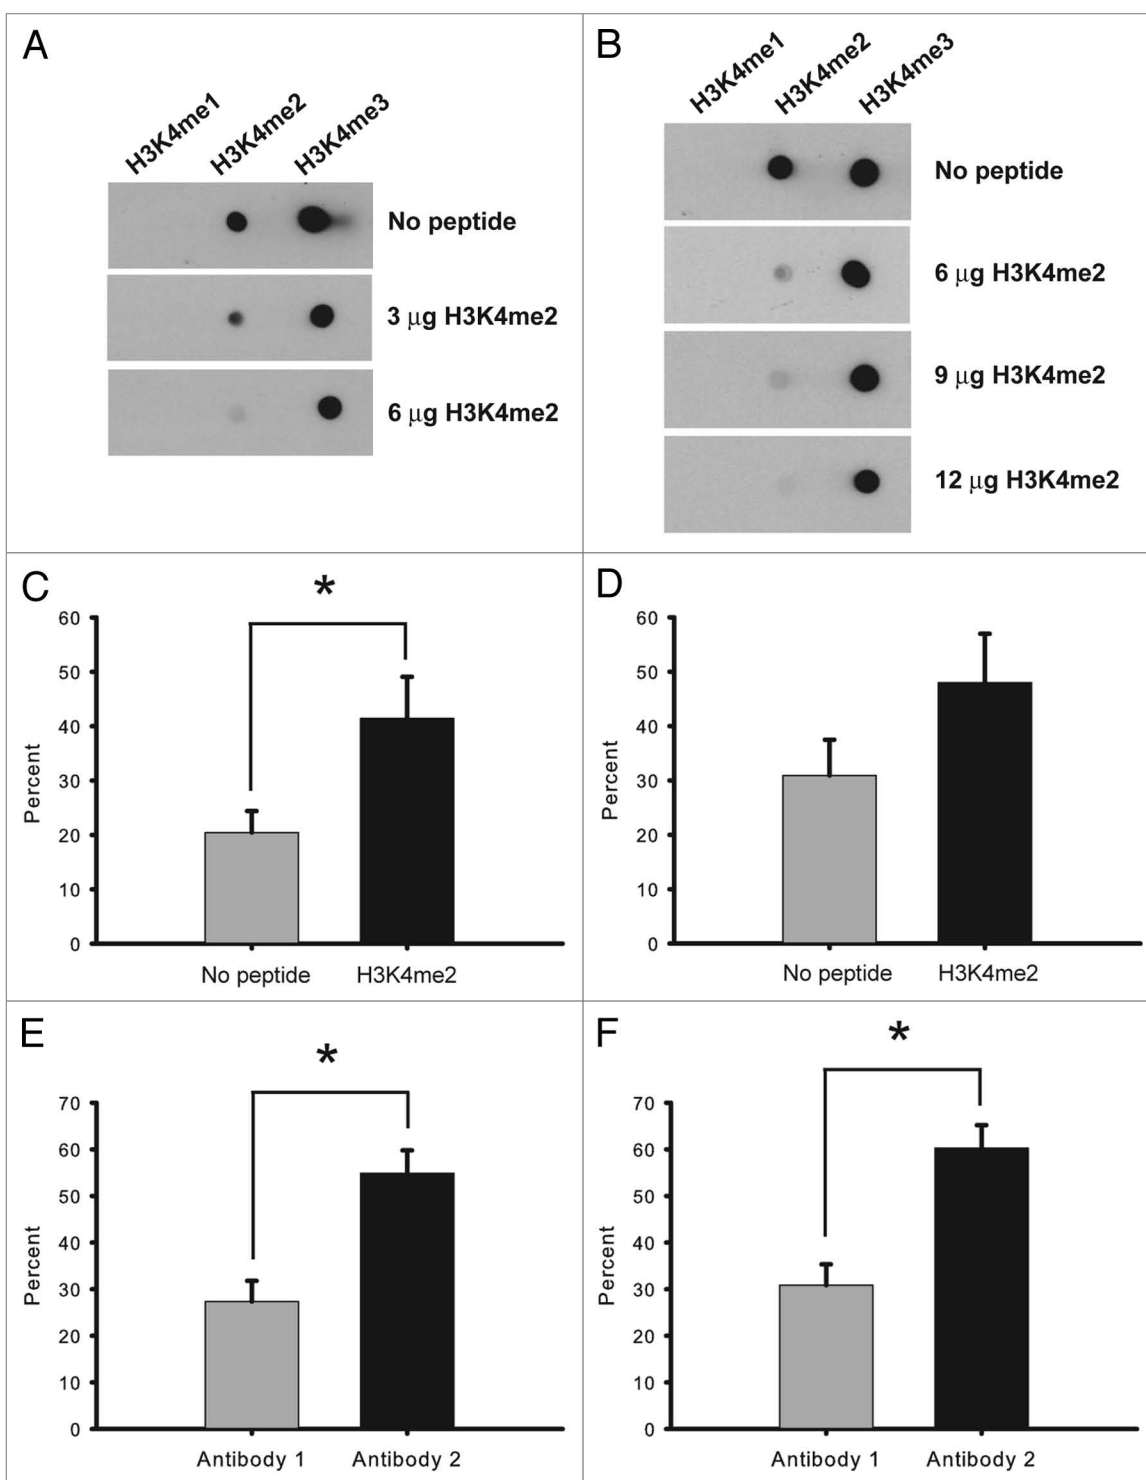 A
H3K4me1
H3K4me2
H3K4me3
No peptide
3 μg H3K4me2
6 μg H3K4me2
B
H3K4me1
H3K4me2
H3K4me3
No peptide
6 μg H3K4me2
9 μg H3K4me2
12 μg H3K4me2
C
*
60
50
40
30
20
10
0
Percent
No peptide
H3K4me2
D
60
50
40
30
20
10
0
Percent
No peptide
H3K4me2
E
*
70
60
50
40
30
20
10
0
Percent
Antibody 1
Antibody 2
F
*
70
60
50
40
30
20
10
0
Percent
Antibody 1
Antibody 2